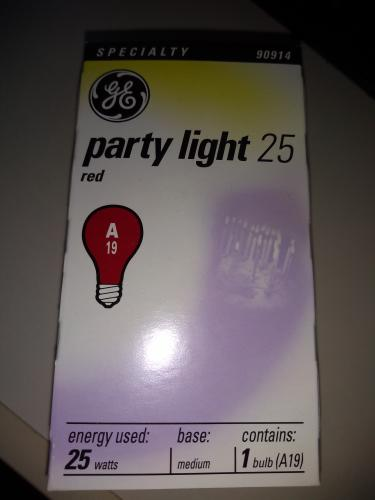 SPECIALTY 90914
GE
party light 25
red
A
19
energy used: base: contains:
25 watts medium 1 bulb (A19)